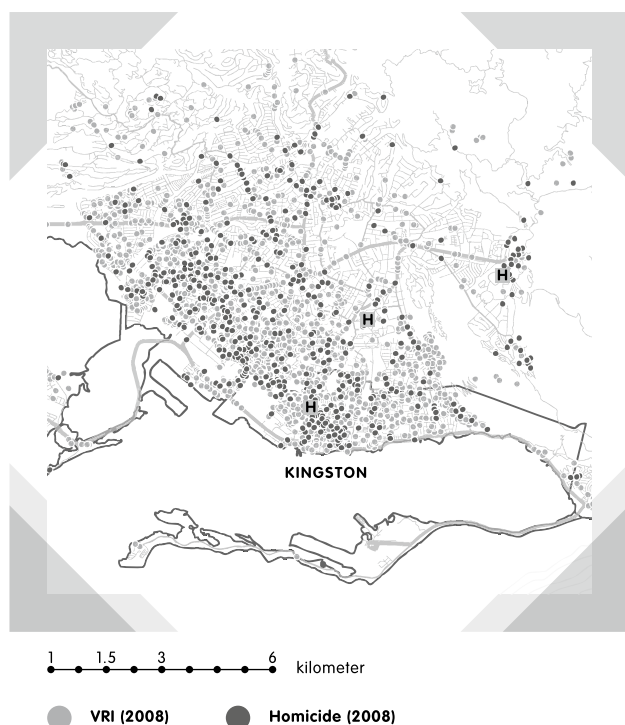 H
H
H
KINGSTON
1 1.5 3 6 kilometer
VRI (2008) Homicide (2008)